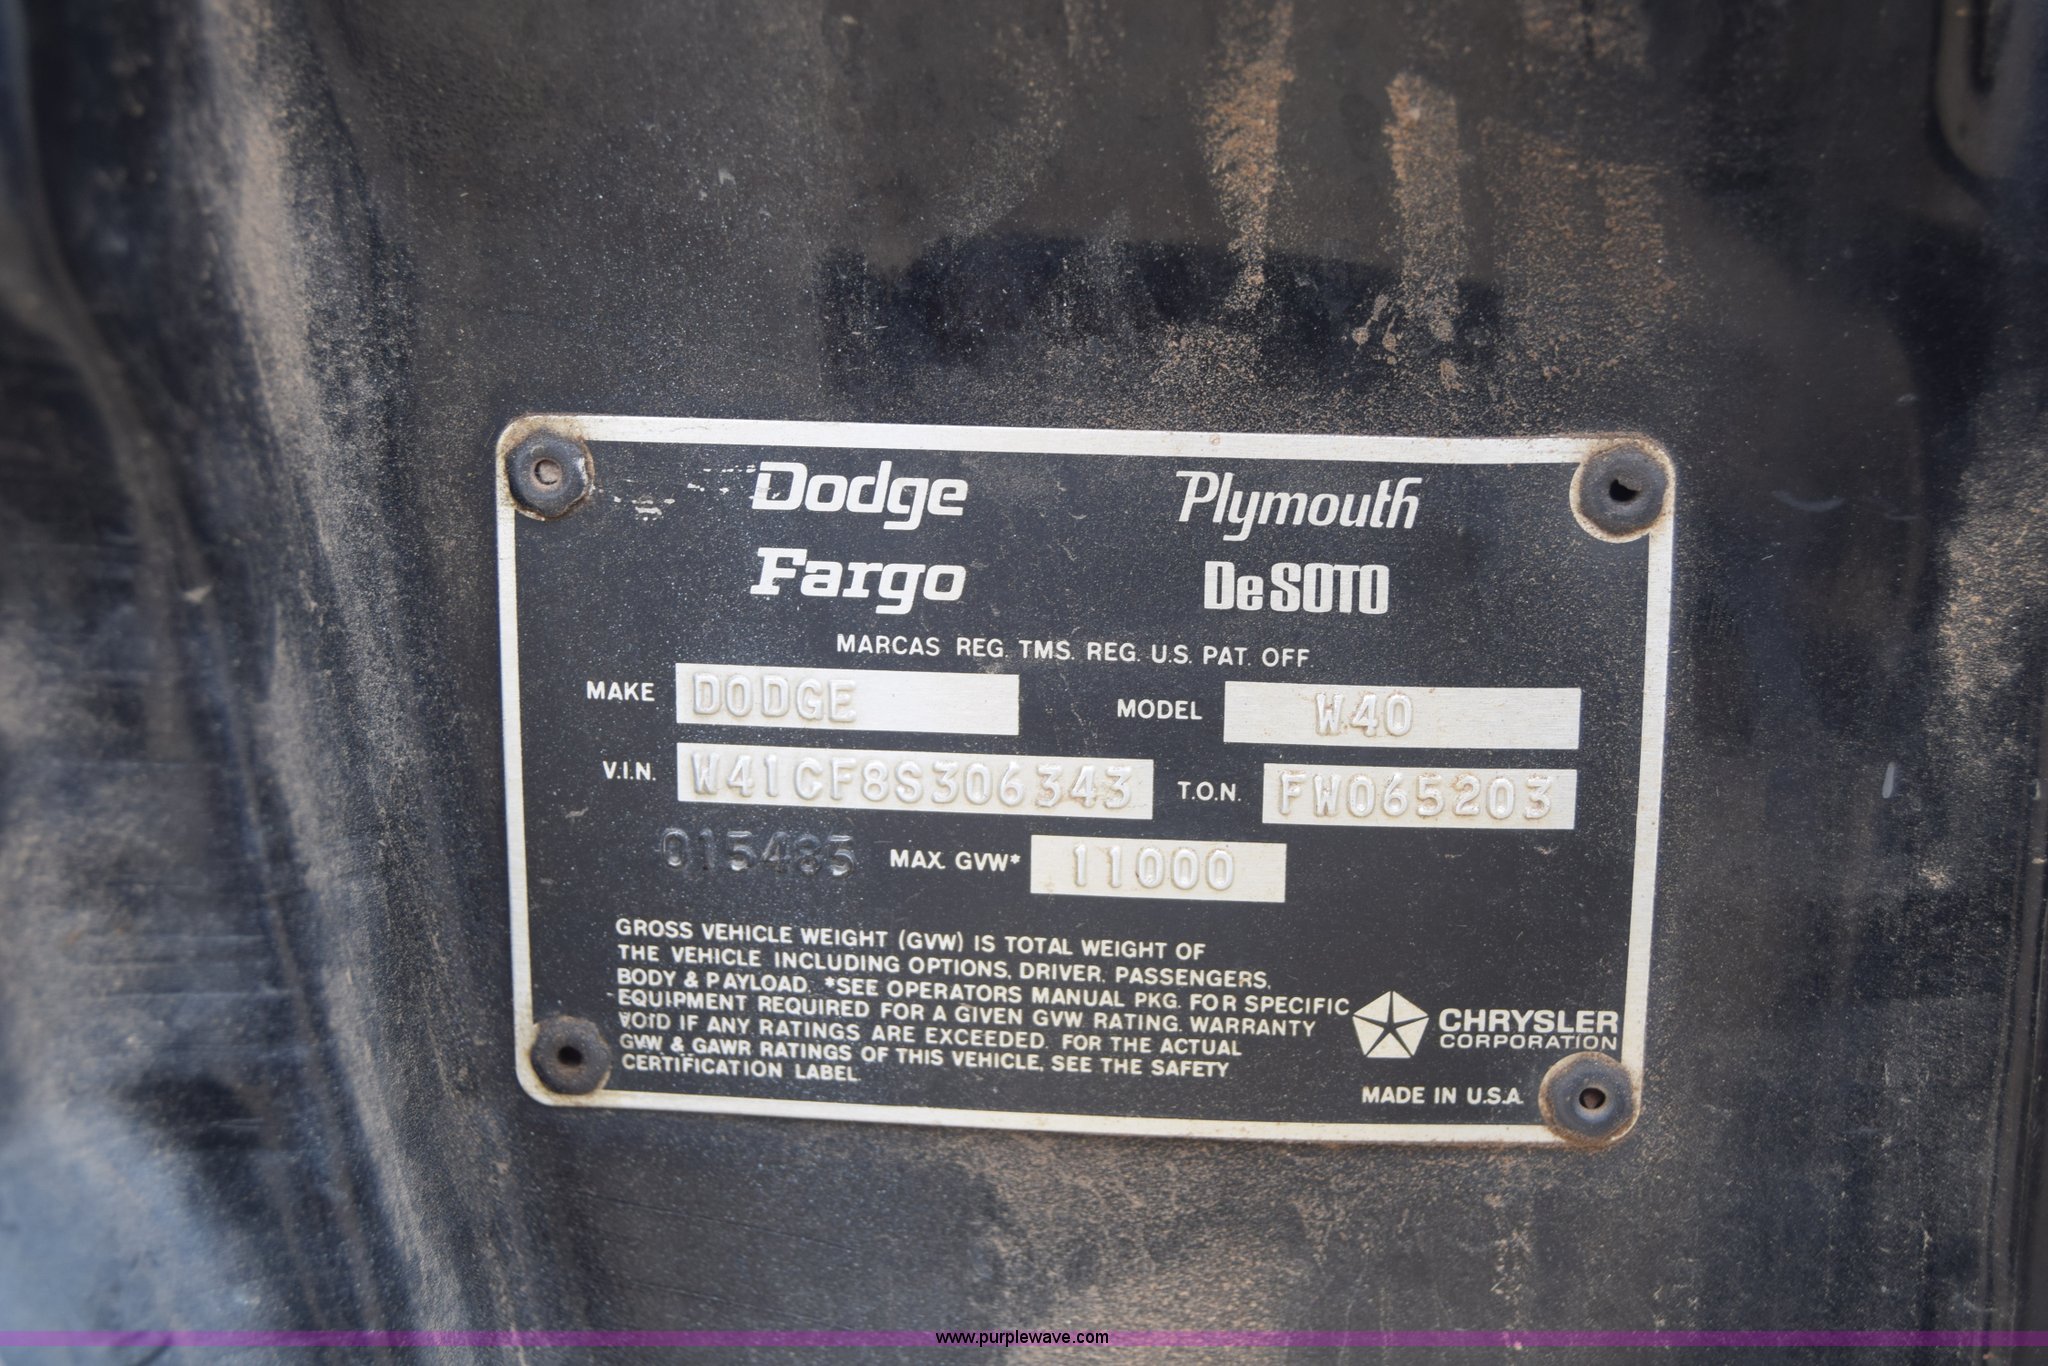 Dodge Plymouth
Fargo DeSOTO
MARCAS REG. TMS. REG. U.S. PAT. OFF
MAKE DODGE MODEL W40
V.I.N. W41CF8S306343 T.O.N. FW065203
015483 MAX. GVW* 11000
GROSS VEHICLE WEIGHT (GVW) IS TOTAL WEIGHT OF
THE VEHICLE INCLUDING OPTIONS, DRIVER, PASSENGERS,
BODY & PAYLOAD. *SEE OPERATORS MANUAL PKG. FOR SPECIFIC
EQUIPMENT REQUIRED FOR A GIVEN GVW RATING. WARRANTY
VOID IF ANY RATINGS ARE EXCEEDED. FOR THE ACTUAL
GVW & GAWR RATINGS OF THIS VEHICLE, SEE THE SAFETY
CERTIFICATION LABEL.
CHRYSLER
CORPORATION
MADE IN U.S.A.
www.purplewave.com